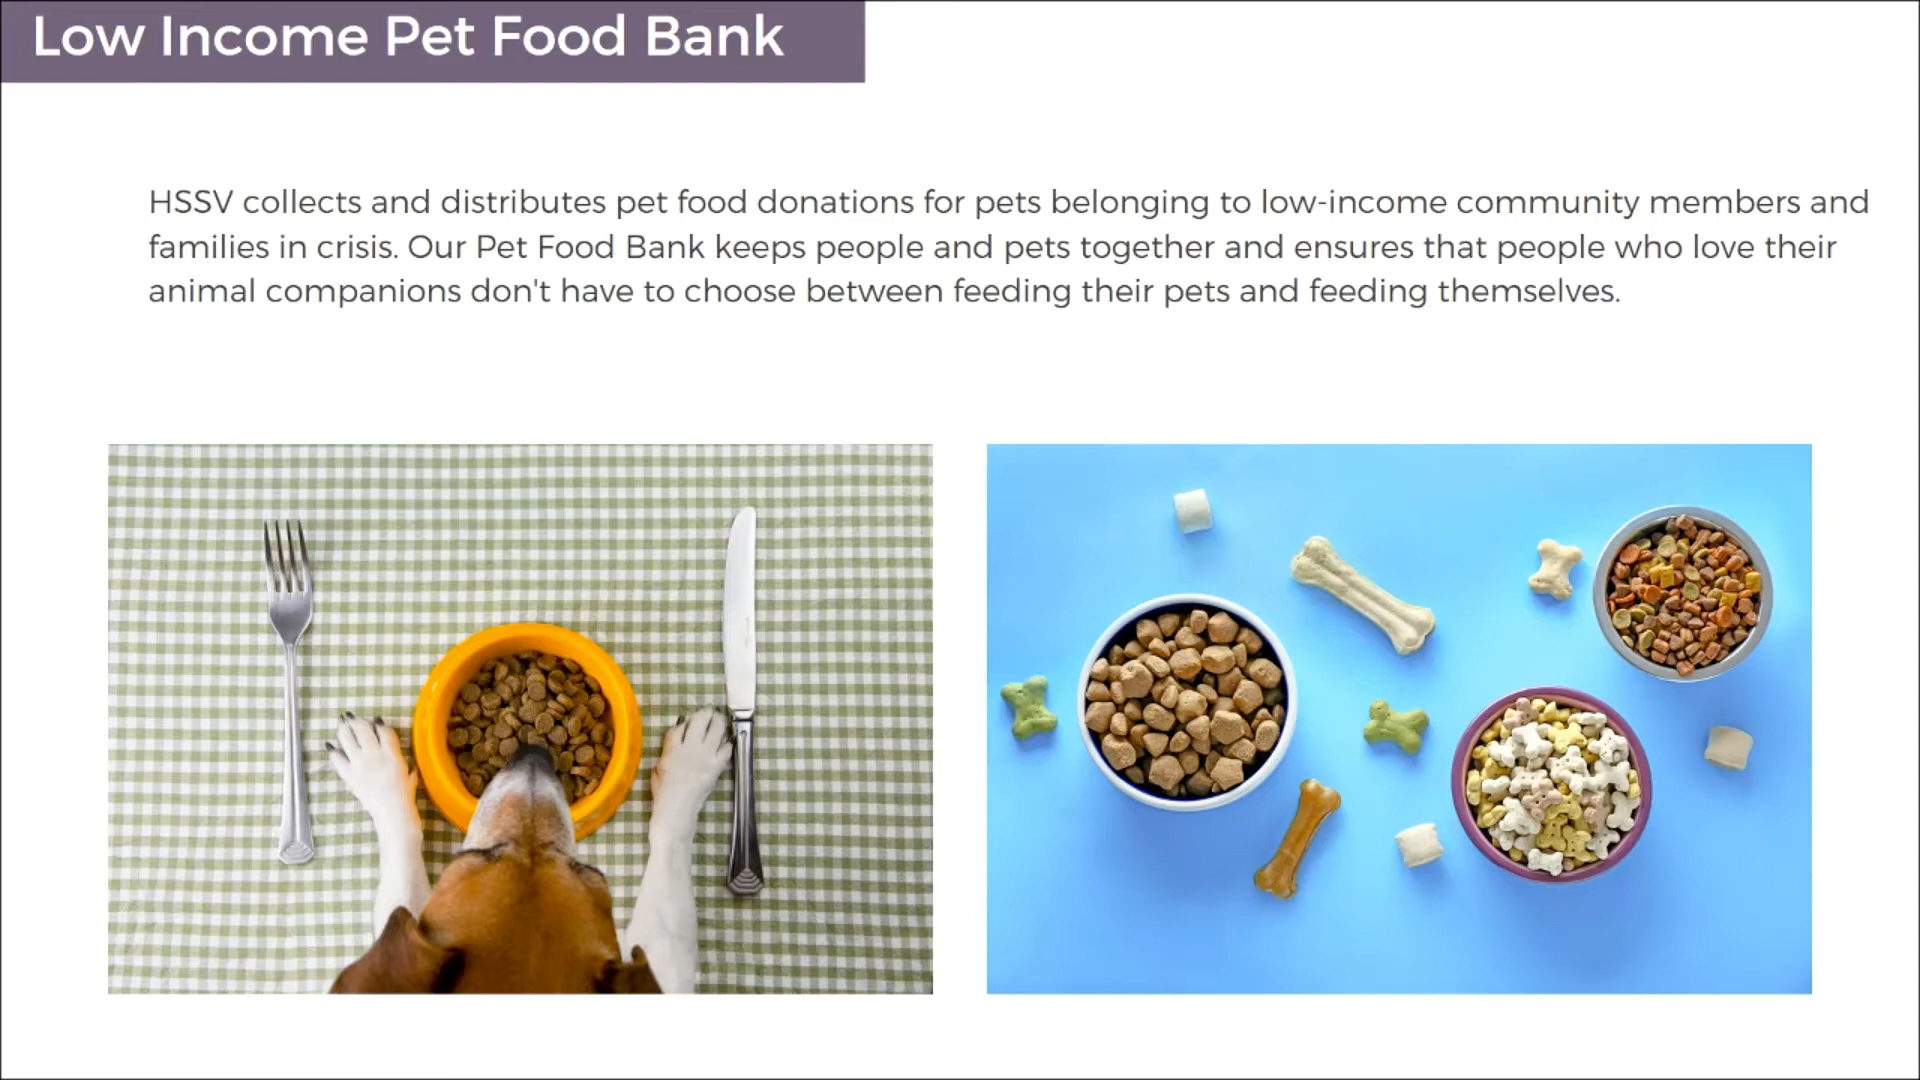 Low Income Pet Food Bank
HSSV collects and distributes pet food donations for pets belonging to low-income community members and
families in crisis. Our Pet Food Bank keeps people and pets together and ensures that people who love their
animal companions don't have to choose between feeding their pets and feeding themselves.